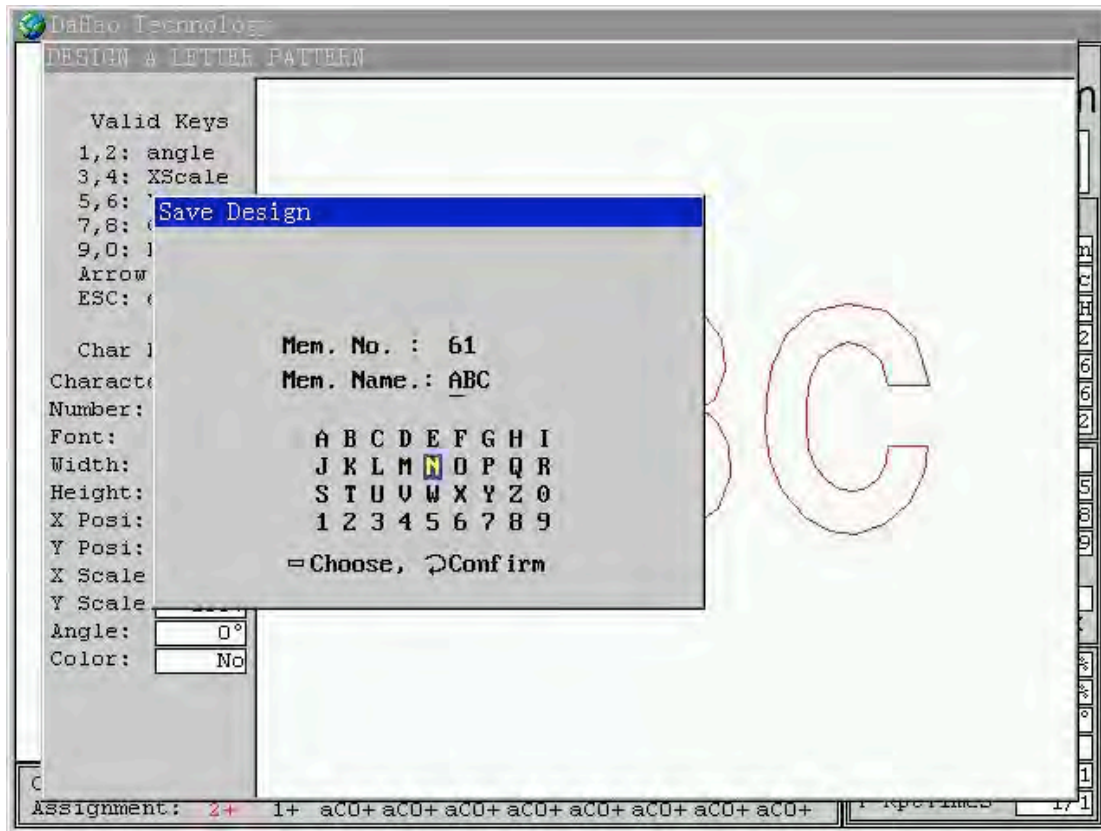 DaHao Technology
DESIGN A LETTER PATTERN
Valid Keys
1,2: angle
3,4: XScale
5,6:
7,8:
9,0:
Arrow
ESC:
Char
Number:
Font:
Width:
Height:
X Posi:
Y Posi:
X Scale
Y Scale
Angle: 0°
Color: No
Save Design
Mem. No. : 61
Mem. Name.: ABC
A B C D E F G H I
J K L M N O P Q R
S T U V W X Y Z 0
1 2 3 4 5 6 7 8 9
Choose, Confirm
BC
Assignment: 2+ 1+ aC0+ aC0+ aC0+ aC0+ aC0+ aC0+ aC0+ aC0+
1/1